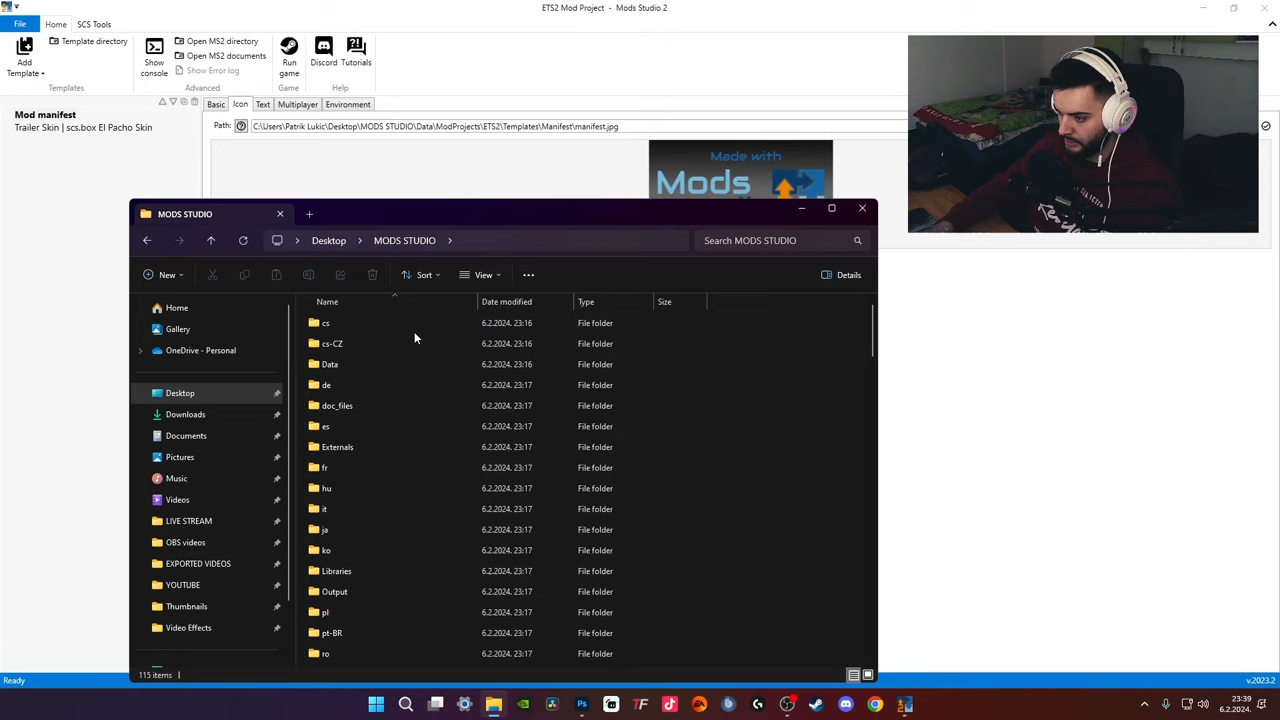 ETS2 Mod Project - Mods Studio 2
File Home SCS Tools
Add Template
Template directory
Templates
Show console
Open MS2 directory
Open MS2 documents
Show Error log
Advanced
Run game
Game
Discord
Tutorials
Help
Mod manifest
Trailer Skin | scs.box El Pacho Skin
Basic Icon Text Multiplayer Environment
Path: C:\Users\Patrik Lukic\Desktop\MODS STUDIO\Data\ModProjects\ETS2\Templates\Manifest\manifest.jpg
Made with
Mods
MODS STUDIO
Desktop MODS STUDIO
Search MODS STUDIO
New Sort View Details
Home
Gallery
OneDrive - Personal
Desktop
Downloads
Documents
Pictures
Music
Videos
LIVE STREAM
OBS videos
EXPORTED VIDEOS
YOUTUBE
Thumbnails
Video Effects
Name Date modified Type Size
cs 6.2.2024. 23:16 File folder
cs-CZ 6.2.2024. 23:16 File folder
Data 6.2.2024. 23:16 File folder
de 6.2.2024. 23:17 File folder
doc_files 6.2.2024. 23:17 File folder
es 6.2.2024. 23:17 File folder
Externals 6.2.2024. 23:17 File folder
fr 6.2.2024. 23:17 File folder
hu 6.2.2024. 23:17 File folder
it 6.2.2024. 23:17 File folder
ja 6.2.2024. 23:17 File folder
ko 6.2.2024. 23:17 File folder
Libraries 6.2.2024. 23:17 File folder
Output 6.2.2024. 23:17 File folder
pl 6.2.2024. 23:17 File folder
pt-BR 6.2.2024. 23:17 File folder
ro 6.2.2024. 23:17 File folder
115 items
Ready v.2023.2
23:39
6.2.2024.